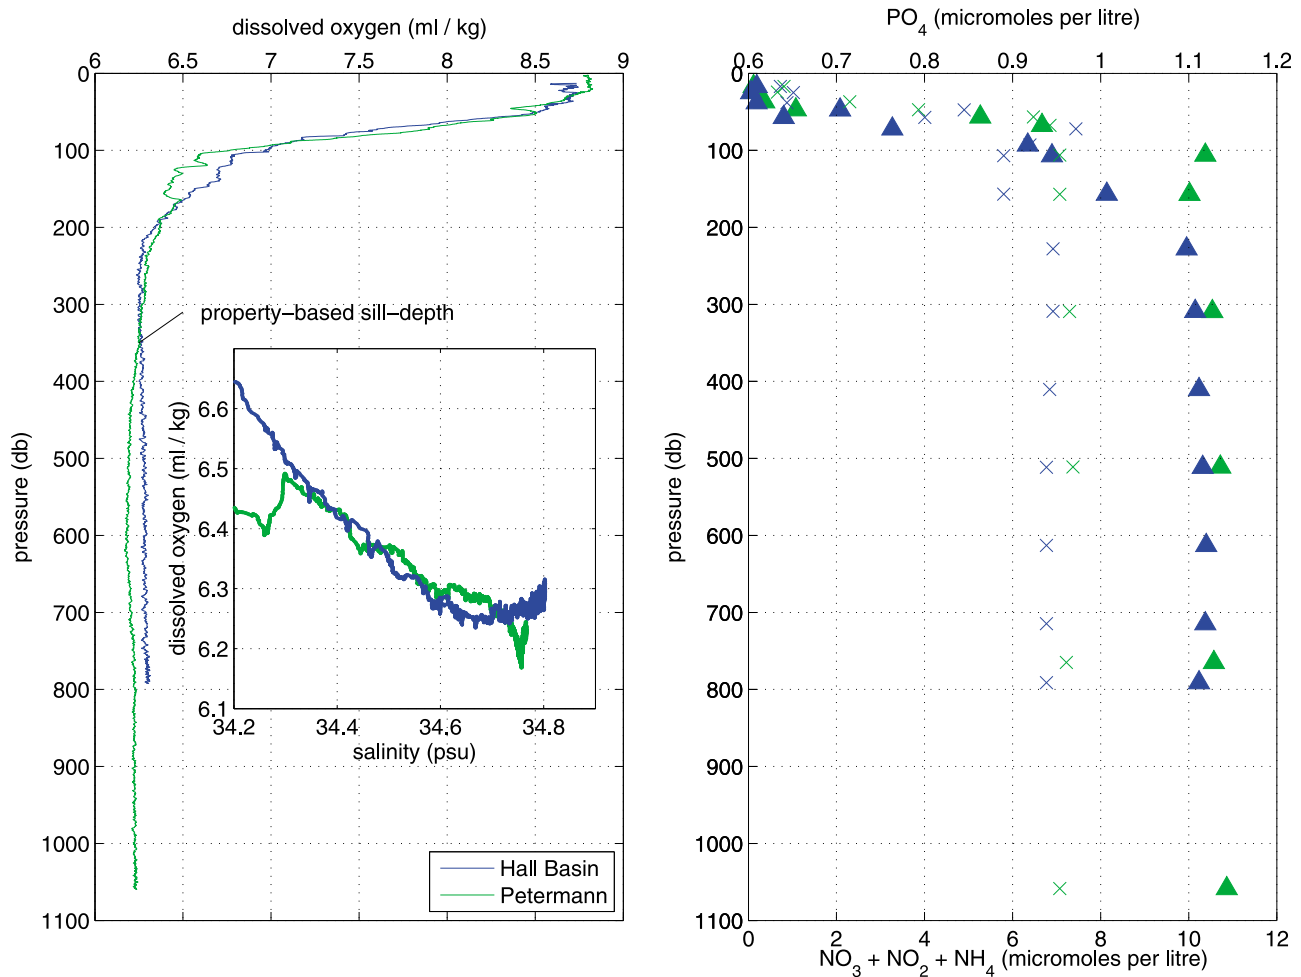 dissolved oxygen (ml / kg)
6 6.5 7 7.5 8 8.5 9
0
100
200
300
400
500
600
700
800
900
1000
1100
pressure (db)
property–based sill–depth
6.6
6.5
6.4
6.3
6.2
6.1
dissolved oxygen (ml / kg)
34.2 34.4 34.6 34.8
salinity (psu)
Hall Basin
Petermann
PO4 (micromoles per litre)
0.6 0.7 0.8 0.9 1 1.1 1.2
0
100
200
300
400
500
600
700
800
900
1000
1100
pressure (db)
0 2 4 6 8 10 12
NO3 + NO2 + NH4 (micromoles per litre)